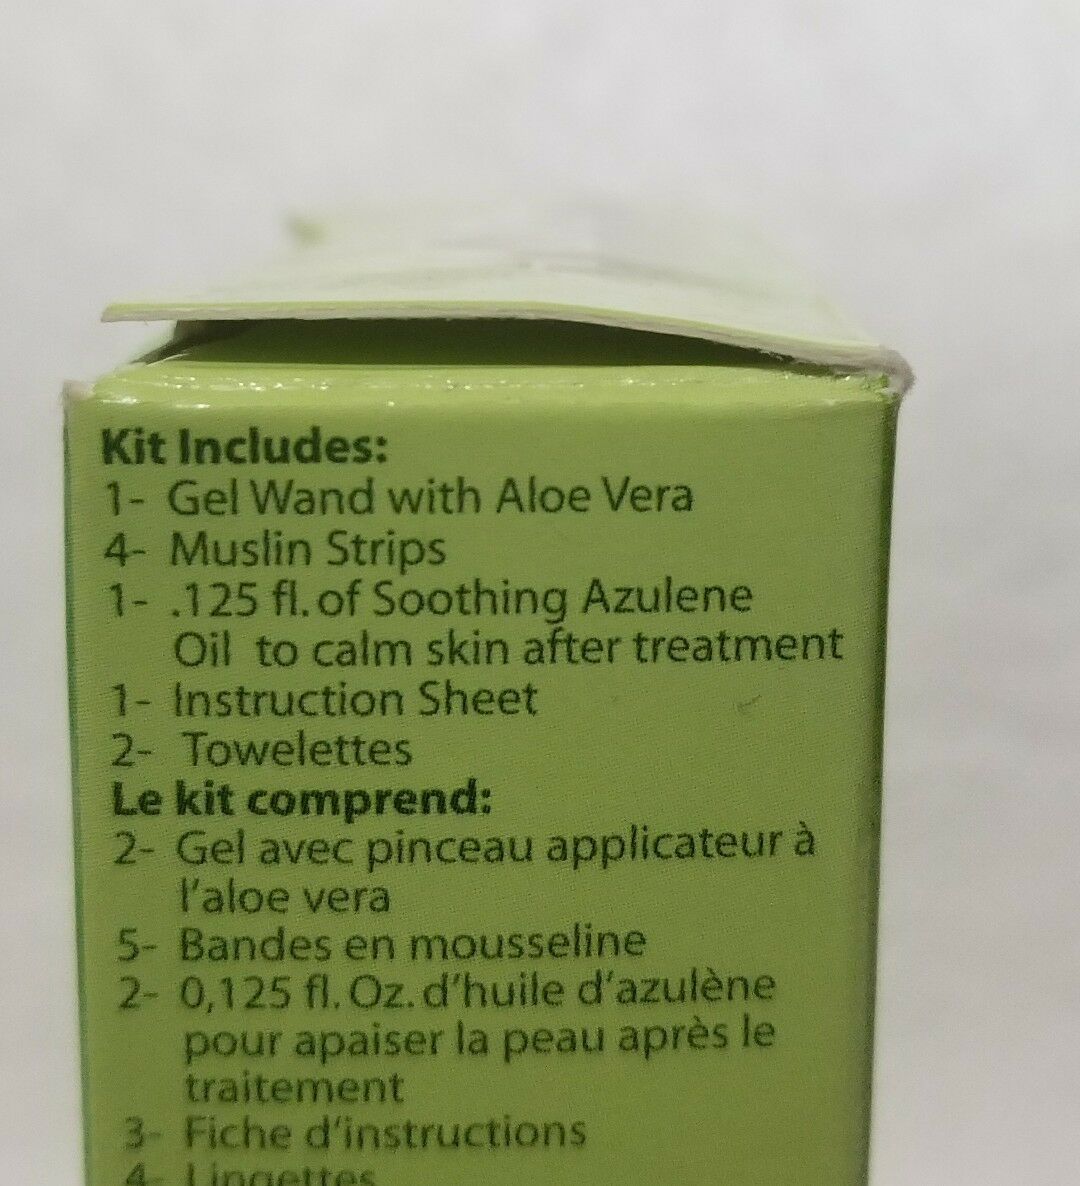 Kit Includes:
1- Gel Wand with Aloe Vera
4- Muslin Strips
1- .125 fl. of Soothing Azulene
Oil to calm skin after treatment
1- Instruction Sheet
2- Towelettes
Le kit comprend:
2- Gel avec pinceau applicateur à
l'aloe vera
5- Bandes en mousseline
2- 0,125 fl. Oz. d'huile d'azulène
pour apaiser la peau après le
traitement
3- Fiche d'instructions
4- Lingettes